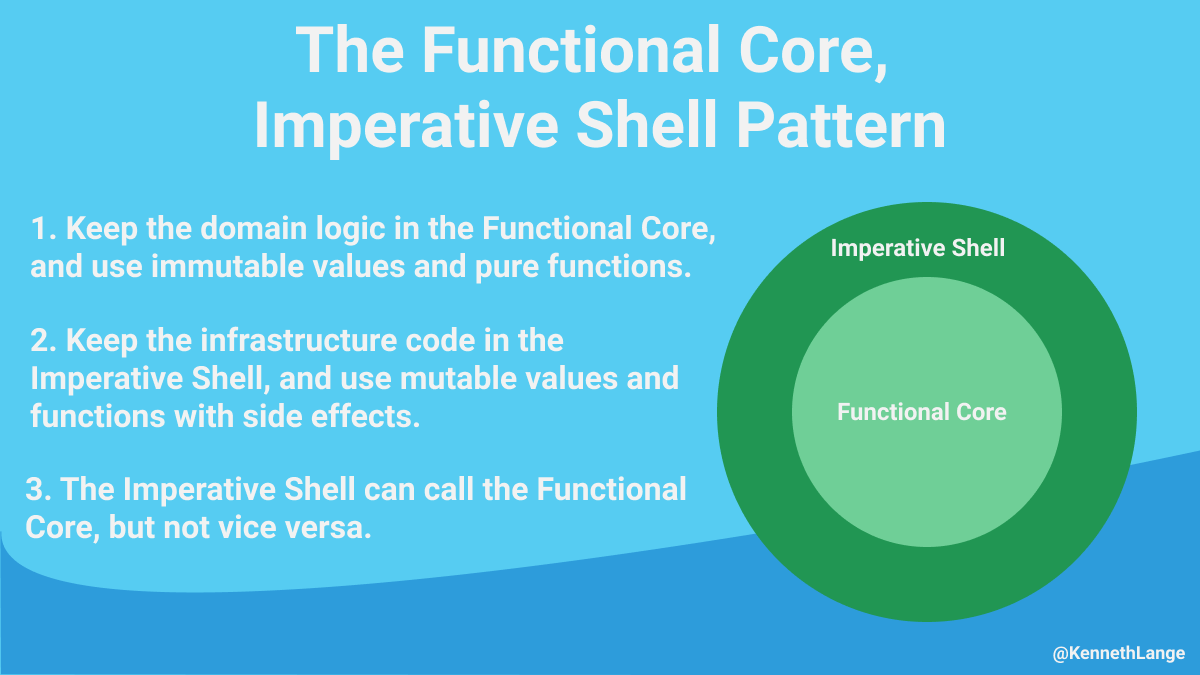 The Functional Core,
Imperative Shell Pattern
1. Keep the domain logic in the Functional Core,
and use immutable values and pure functions.
2. Keep the infrastructure code in the
Imperative Shell, and use mutable values and
functions with side effects.
3. The Imperative Shell can call the Functional
Core, but not vice versa.
Imperative Shell
Functional Core
@KennethLange